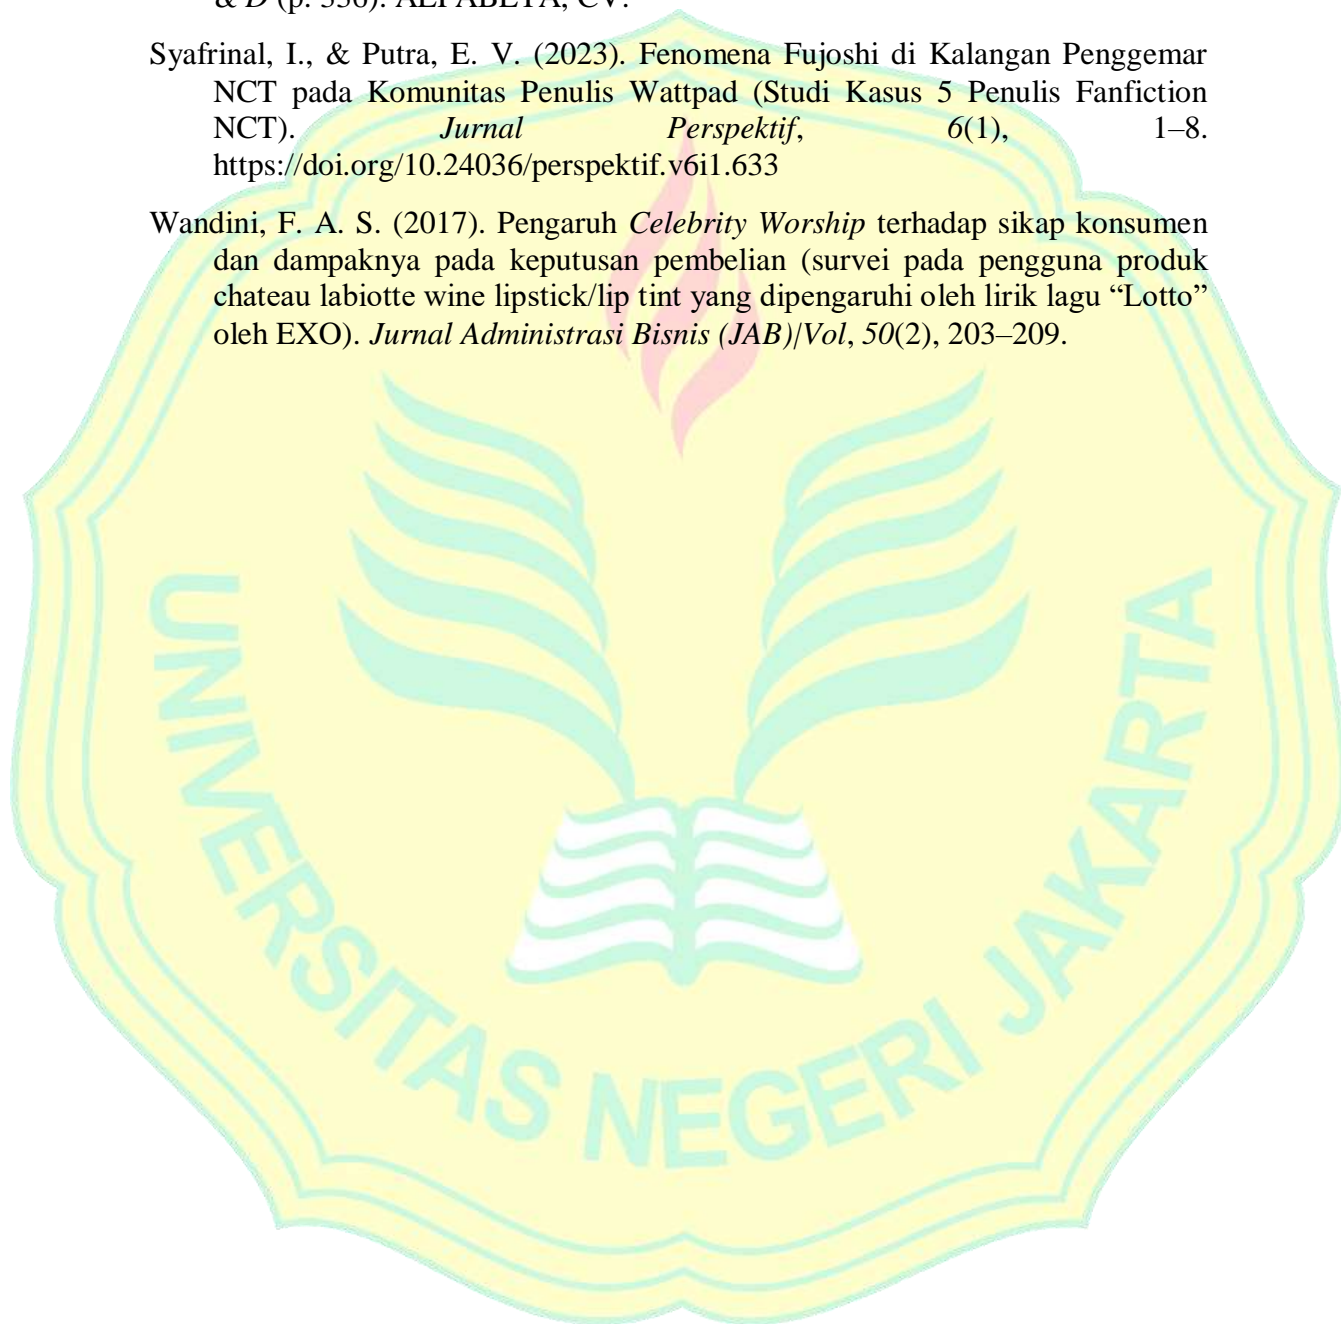 & D (p. 336). ALFABETA, CV.
Syafrinal, I., & Putra, E. V. (2023). Fenomena Fujoshi di Kalangan Penggemar
NCT pada Komunitas Penulis Wattpad (Studi Kasus 5 Penulis Fanfiction
NCT). Jurnal Perspektif, 6(1), 1–8.
https://doi.org/10.24036/perspektif.v6i1.633
Wandini, F. A. S. (2017). Pengaruh Celebrity Worship terhadap sikap konsumen
dan dampaknya pada keputusan pembelian (survei pada pengguna produk
chateau labiotte wine lipstick/lip tint yang dipengaruhi oleh lirik lagu “Lotto”
oleh EXO). Jurnal Administrasi Bisnis (JAB)|Vol, 50(2), 203–209.
UNIVERSITAS NEGERI JAKARTA